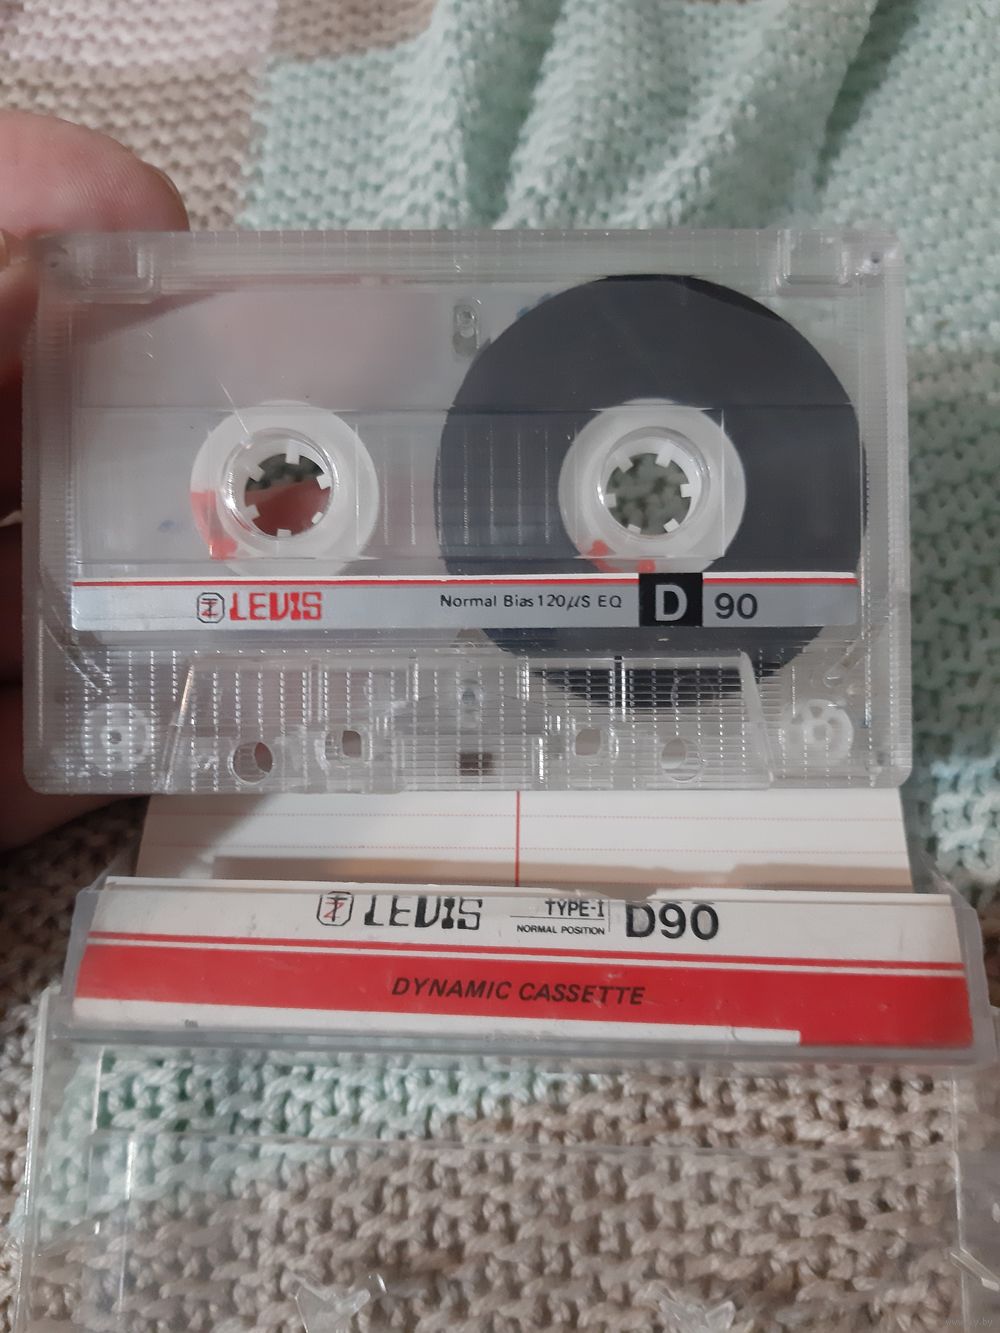 LEVIS Normal Bias 120μS EQ D 90
LEVIS TYPE-I D90
NORMAL POSITION
DYNAMIC CASSETTE